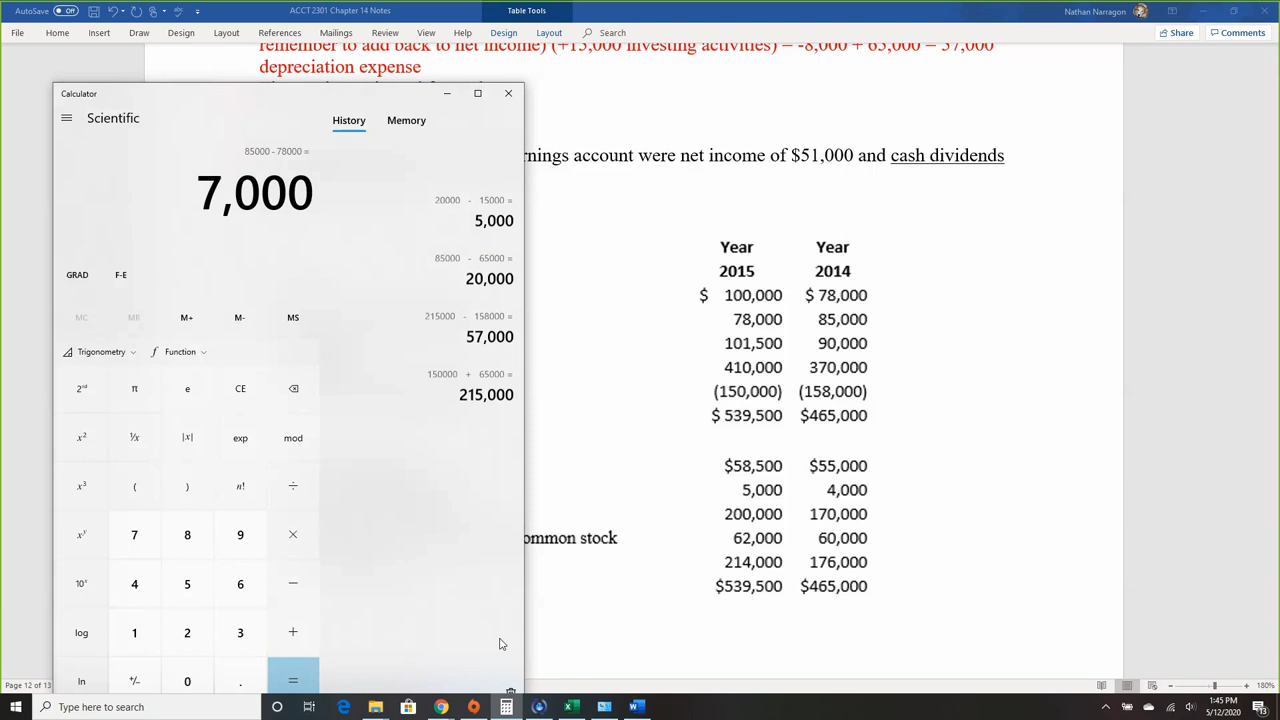 AutoSave Off ACCT 2301 Chapter 14 Notes Table Tools Nathan Narragon
File Home Insert Draw Design Layout References Mailings Review View Help Design Layout Search Share Comments
remember to add back to net income) (+15,000 investing activities) = -8,000 + 65,000 = 57,000
depreciation expense
Calculator
Scientific
History Memory
85000 - 78000 =
7,000
20000 - 15000 =
5,000
85000 - 65000 =
20,000
215000 - 158000 =
57,000
150000 + 65000 =
215,000
GRAD F-E
MC MR M+ M- MS
Trigonometry Function
2nd π e CE
x2 1/x |x| exp mod
x3 ( ) n! ÷
xy 7 8 9 ×
10x 4 5 6 −
log 1 2 3 +
ln +/- 0 . =
rnings account were net income of $51,000 and cash dividends
Year Year
2015 2014
$ 100,000 $ 78,000
78,000 85,000
101,500 90,000
410,000 370,000
(150,000) (158,000)
$ 539,500 $465,000
$58,500 $55,000
5,000 4,000
200,000 170,000
ommon stock 62,000 60,000
214,000 176,000
$539,500 $465,000
Page 12 of 13 180%
Type here to search
1:45 PM
5/12/2020